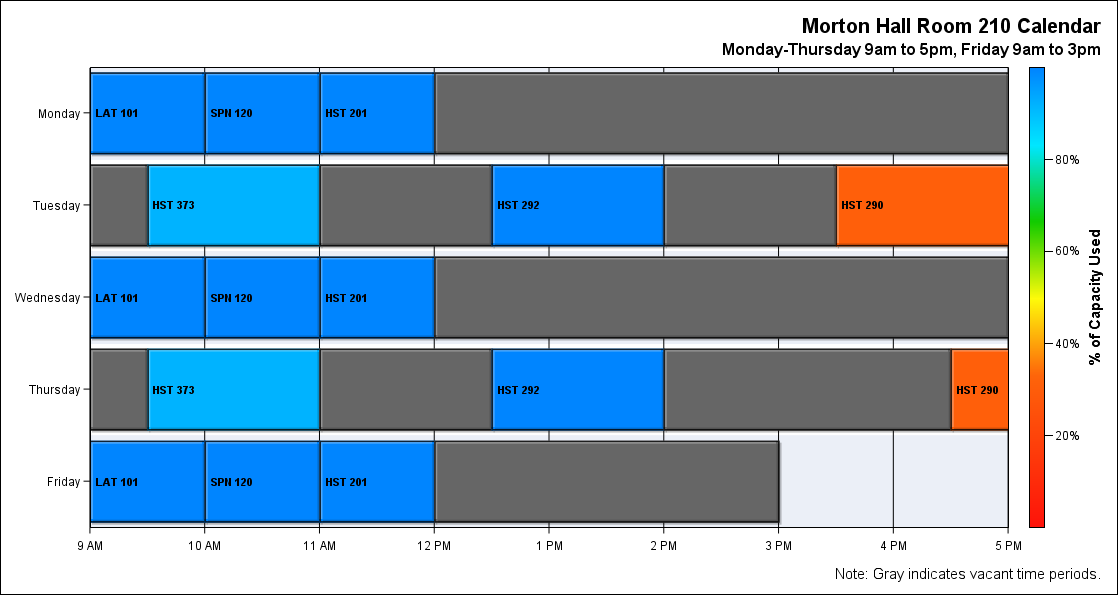 Morton Hall Room 210 Calendar
Monday-Thursday 9am to 5pm, Friday 9am to 3pm
Monday LAT 101 SPN 120 HST 201
Tuesday HST 373 HST 292 HST 290
Wednesday LAT 101 SPN 120 HST 201
Thursday HST 373 HST 292 HST 290
Friday LAT 101 SPN 120 HST 201
9 AM 10 AM 11 AM 12 PM 1 PM 2 PM 3 PM 4 PM 5 PM
80%
60%
40%
20%
% of Capacity Used
Note: Gray indicates vacant time periods.